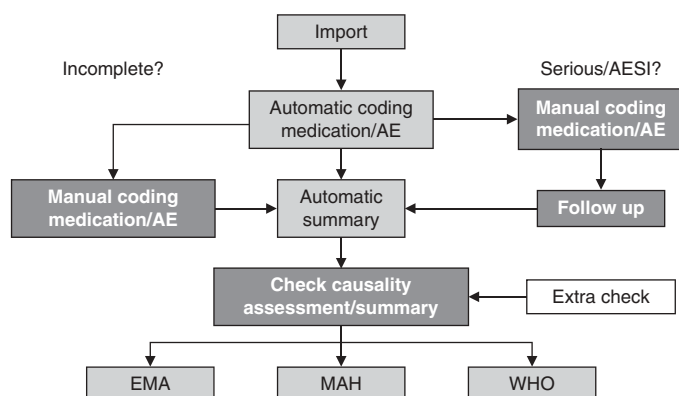 Import
Incomplete?
Serious/AESI?
Automatic coding
medication/AE
Manual coding
medication/AE
Manual coding
medication/AE
Automatic
summary
Follow up
Check causality
assessment/summary
Extra check
EMA
MAH
WHO